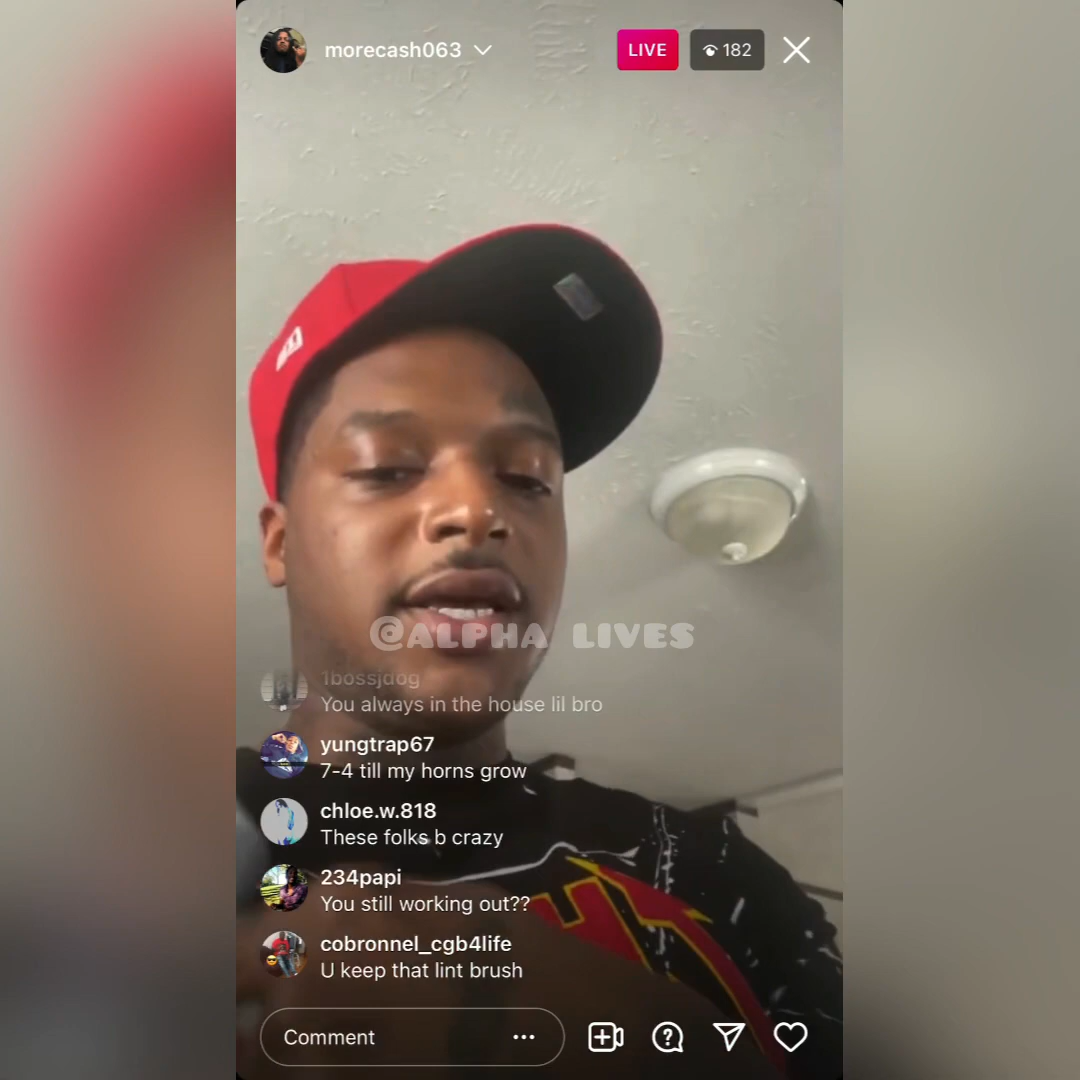 morecash063
LIVE
182
@ALPHA LIVES
1bossjdog
You always in the house lil bro
yungtrap67
7-4 till my horns grow
chloe.w.818
These folks b crazy
234papi
You still working out??
cobronnel_cgb4life
U keep that lint brush
Comment